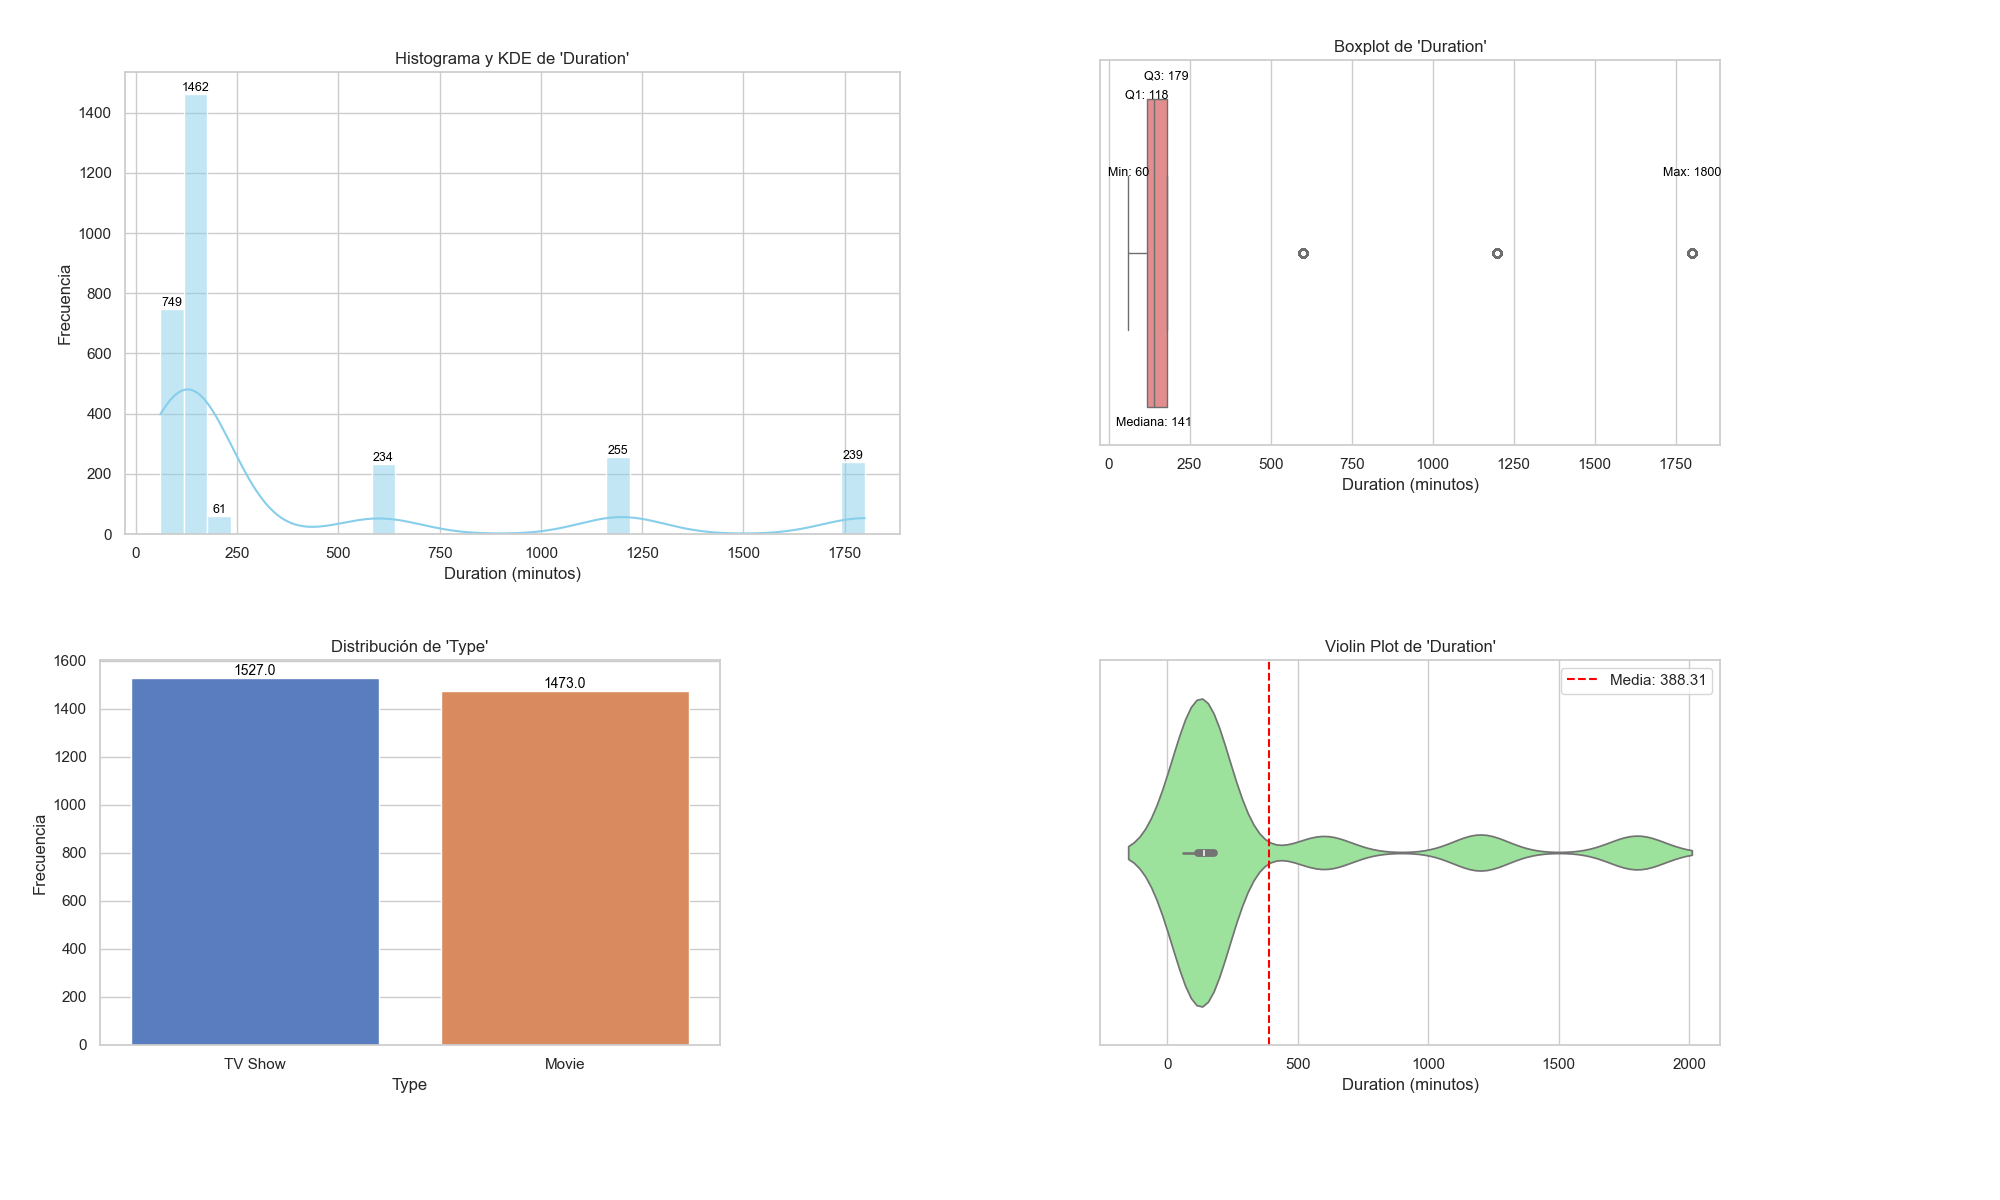 Histograma y KDE de 'Duration'
1462
749
61
234
255
239
1400
1200
1000
800
600
400
200
0
Frecuencia
0 250 500 750 1000 1250 1500 1750
Duration (minutos)
Boxplot de 'Duration'
Q3: 179
Q1: 118
Min: 60
Max: 1800
Mediana: 141
0 250 500 750 1000 1250 1500 1750
Duration (minutos)
Distribución de 'Type'
1527.0
1473.0
1600
1400
1200
1000
800
600
400
200
0
Frecuencia
TV Show Movie
Type
Violin Plot de 'Duration'
Media: 388.31
0 500 1000 1500 2000
Duration (minutos)